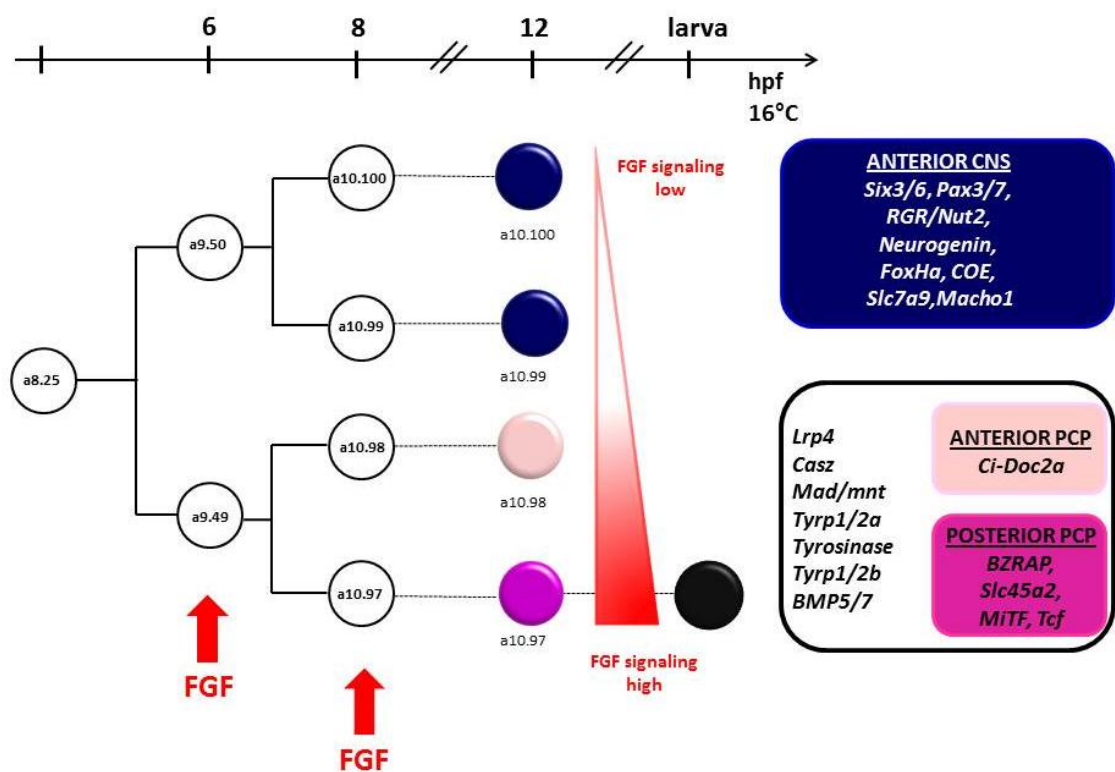 6
8
12
larva
hpf
16°C
a10.100
a10.100
FGF signaling
low
a9.50
a10.99
a10.99
a8.25
a10.98
a10.98
a9.49
a10.97
a10.97
FGF signaling
high
FGF
FGF
ANTERIOR CNS
Six3/6, Pax3/7,
RGR/Nut2,
Neurogenin,
FoxHa, COE,
Slc7a9,Macho1
Lrp4
Casz
Mad/mnt
Tyrp1/2a
Tyrosinase
Tyrp1/2b
BMP5/7
ANTERIOR PCP
Ci-Doc2a
POSTERIOR PCP
BZRAP,
Slc45a2,
MiTF, Tcf